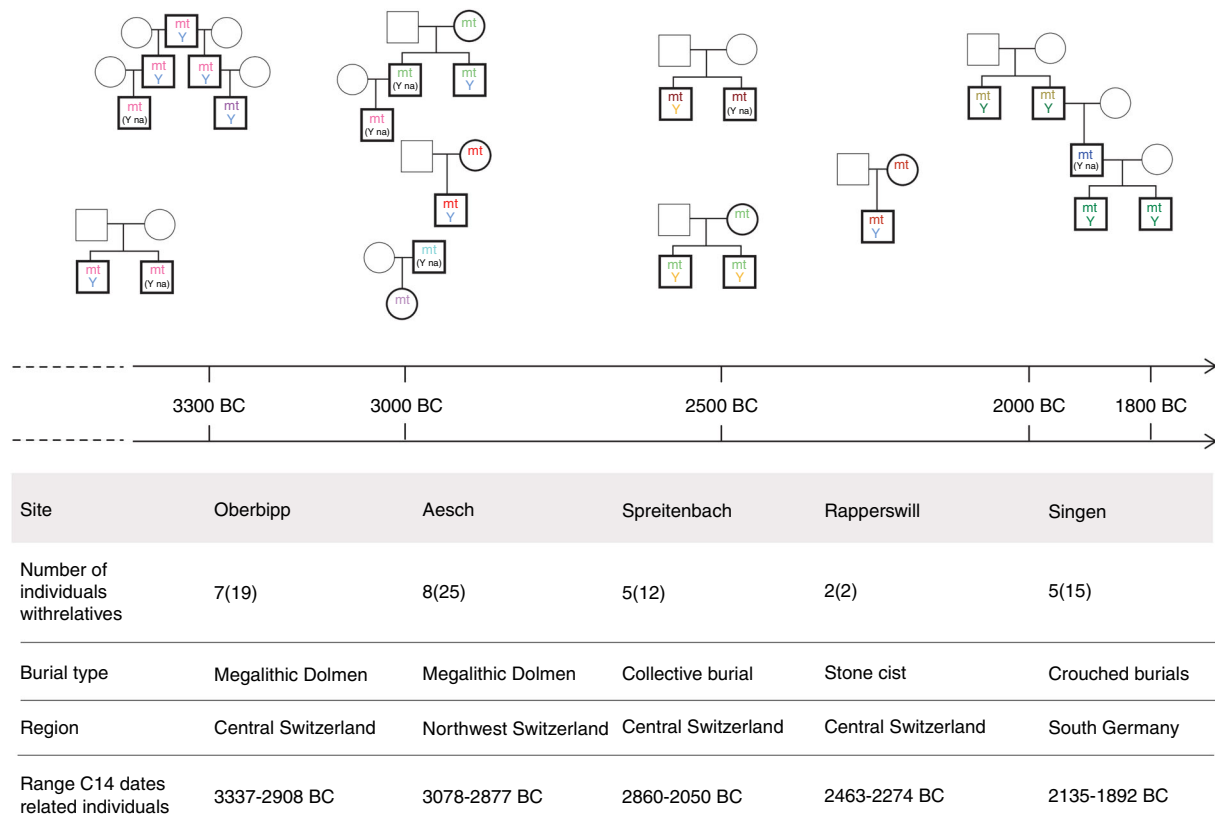 mt
Y
mt
Y
mt
Y
mt
(Y na)
mt
Y
mt
Y
mt
(Y na)
mt
mt
(Y na)
mt
Y
mt
(Y na)
mt
mt
Y
mt
(Y na)
mt
mt
Y
mt
(Y na)
mt
mt
Y
mt
Y
mt
mt
Y
mt
Y
mt
Y
mt
(Y na)
mt
Y
mt
Y
3300 BC 3000 BC 2500 BC 2000 BC 1800 BC
Site Oberbipp Aesch Spreitenbach Rapperswill Singen
Number of
individuals 7(19) 8(25) 5(12) 2(2) 5(15)
withrelatives
Burial type Megalithic Dolmen Megalithic Dolmen Collective burial Stone cist Crouched burials
Region Central Switzerland Northwest Switzerland Central Switzerland Central Switzerland South Germany
Range C14 dates
related individuals 3337-2908 BC 3078-2877 BC 2860-2050 BC 2463-2274 BC 2135-1892 BC